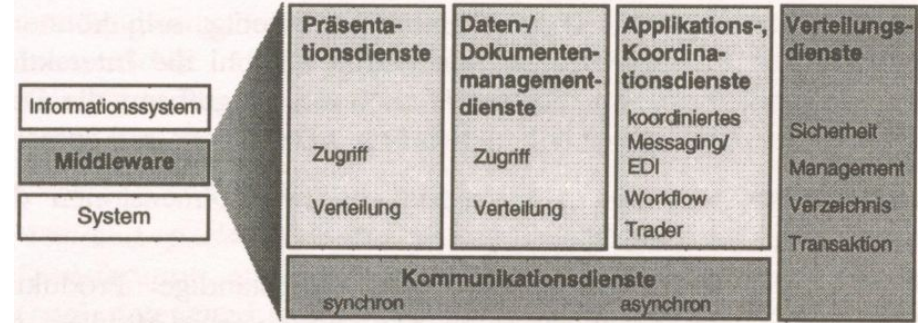 Informationssystem
Middleware
System
Präsenta-
tionsdienste
Zugriff
Verteilung
Daten-/
Dokumenten-
management-
dienste
Zugriff
Verteilung
Applikations-,
Koordina-
tionsdienste
koordiniertes
Messaging/
EDI
Workflow
Trader
Verteilungs-
dienste
Sicherheit
Management
Verzeichnis
Transaktion
Kommunikationsdienste
synchron asynchron